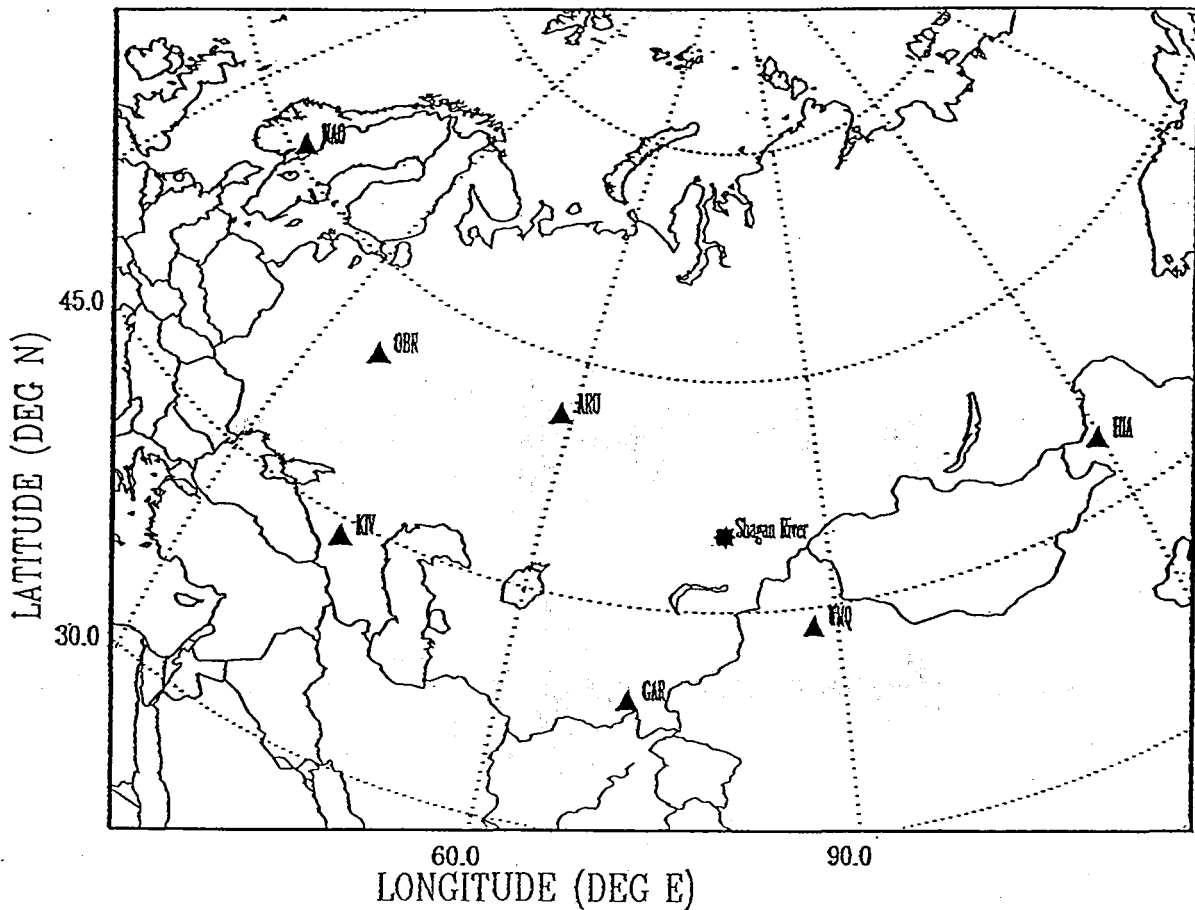 NAO
45.0
OBN
ARU
HIA
KIV
Shagan River
WMQ
30.0
GAR
60.0
90.0
LATITUDE (DEG N)
LONGITUDE (DEG E)